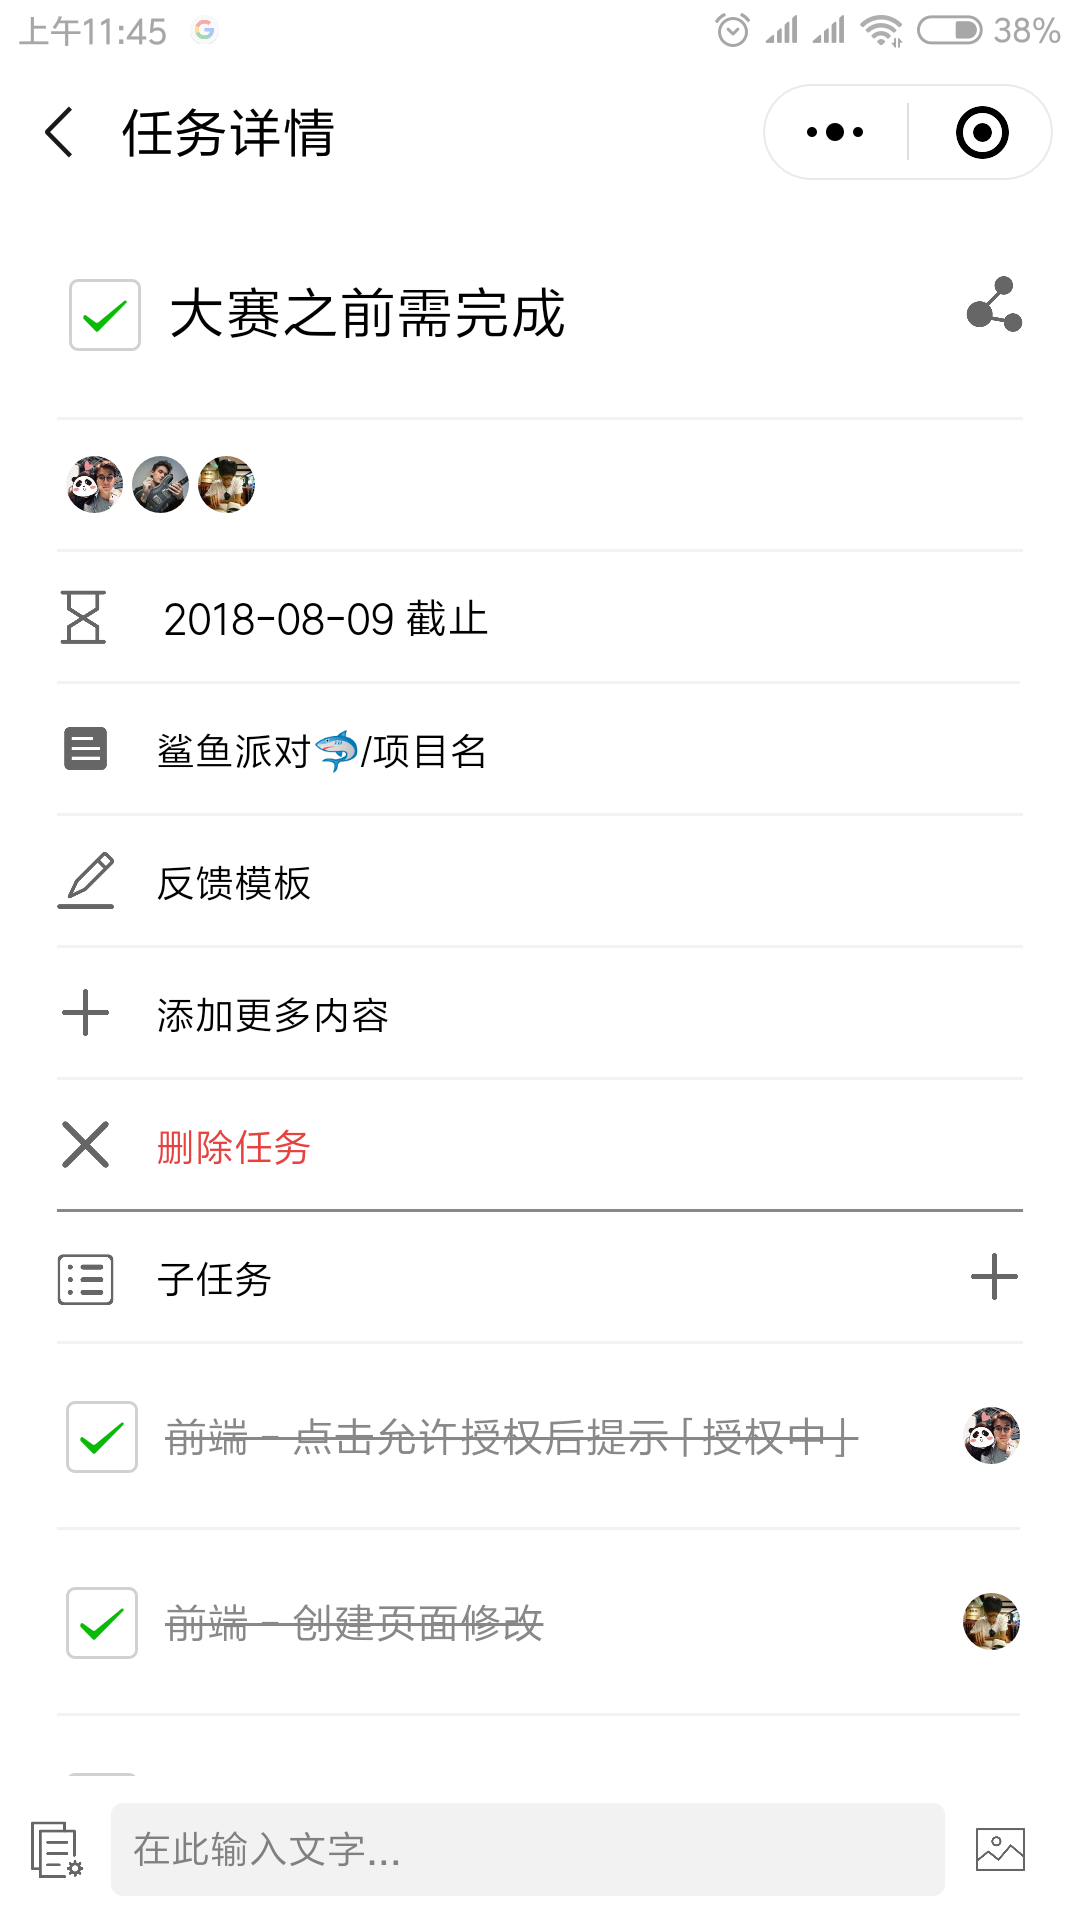 上午11:45
38%
任务详情
大赛之前需完成
2018-08-09 截止
鲨鱼派对🦈/项目名
反馈模板
添加更多内容
删除任务
子任务
前端 - 点击允许授权后提示「授权中」
前端 - 创建页面修改
在此输入文字...